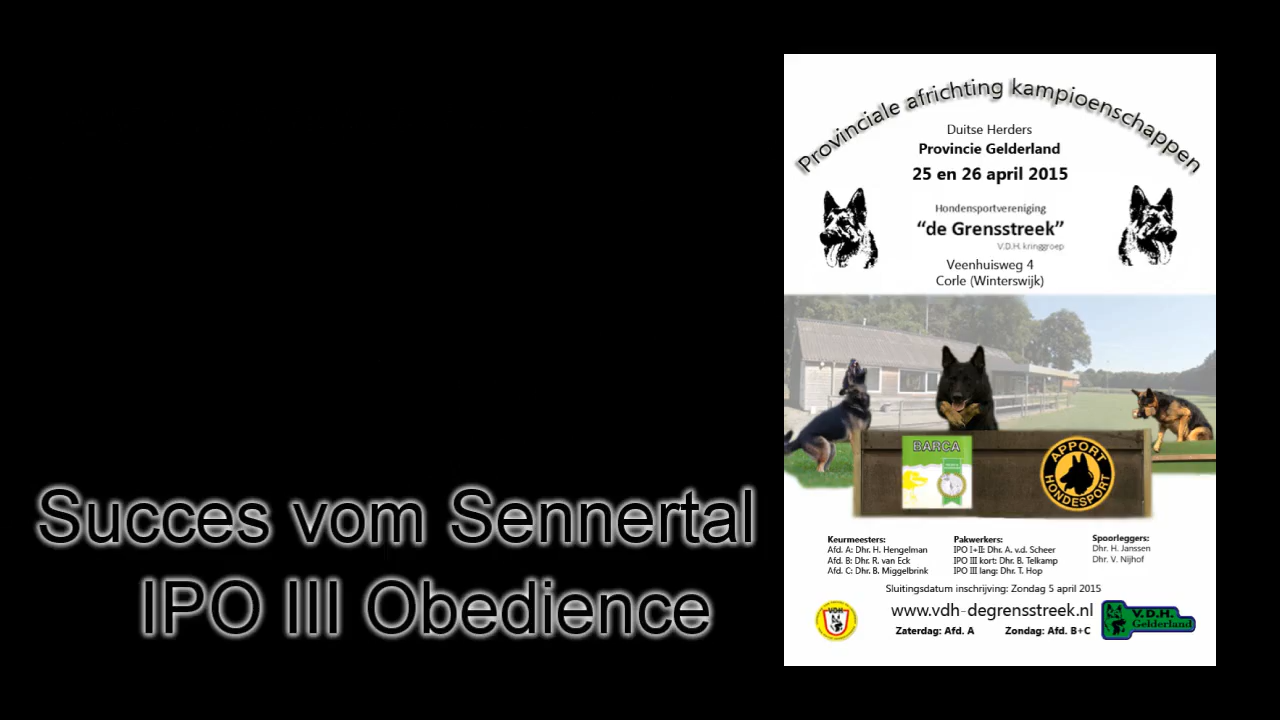 Succes vom Sennertal
IPO III Obedience
Provinciale africhting kampioenschappen
Duitse Herders
Provincie Gelderland
25 en 26 april 2015
Hondensportvereniging
“de Grensstreek”
V.D.H. kringgroep
Veenhuisweg 4
Corle (Winterswijk)
BARCA
APPORT
HONDESPORT
Keurmeesters:
Afd. A: Dhr. H. Hengelman
Afd. B: Dhr. R. van Eck
Afd. C: Dhr. B. Miggelbrink
Pakwerkers:
IPO I+II: Dhr. A. v.d. Scheer
IPO III kort: Dhr. B. Telkamp
IPO III lang: Dhr. T. Hop
Spoorleggers:
Dhr. H. Janssen
Dhr. V. Nijhof
Sluitingsdatum inschrijving: Zondag 5 april 2015
www.vdh-degrensstreek.nl
Zaterdag: Afd. A Zondag: Afd. B+C
VDH
V.D.H.
Gelderland